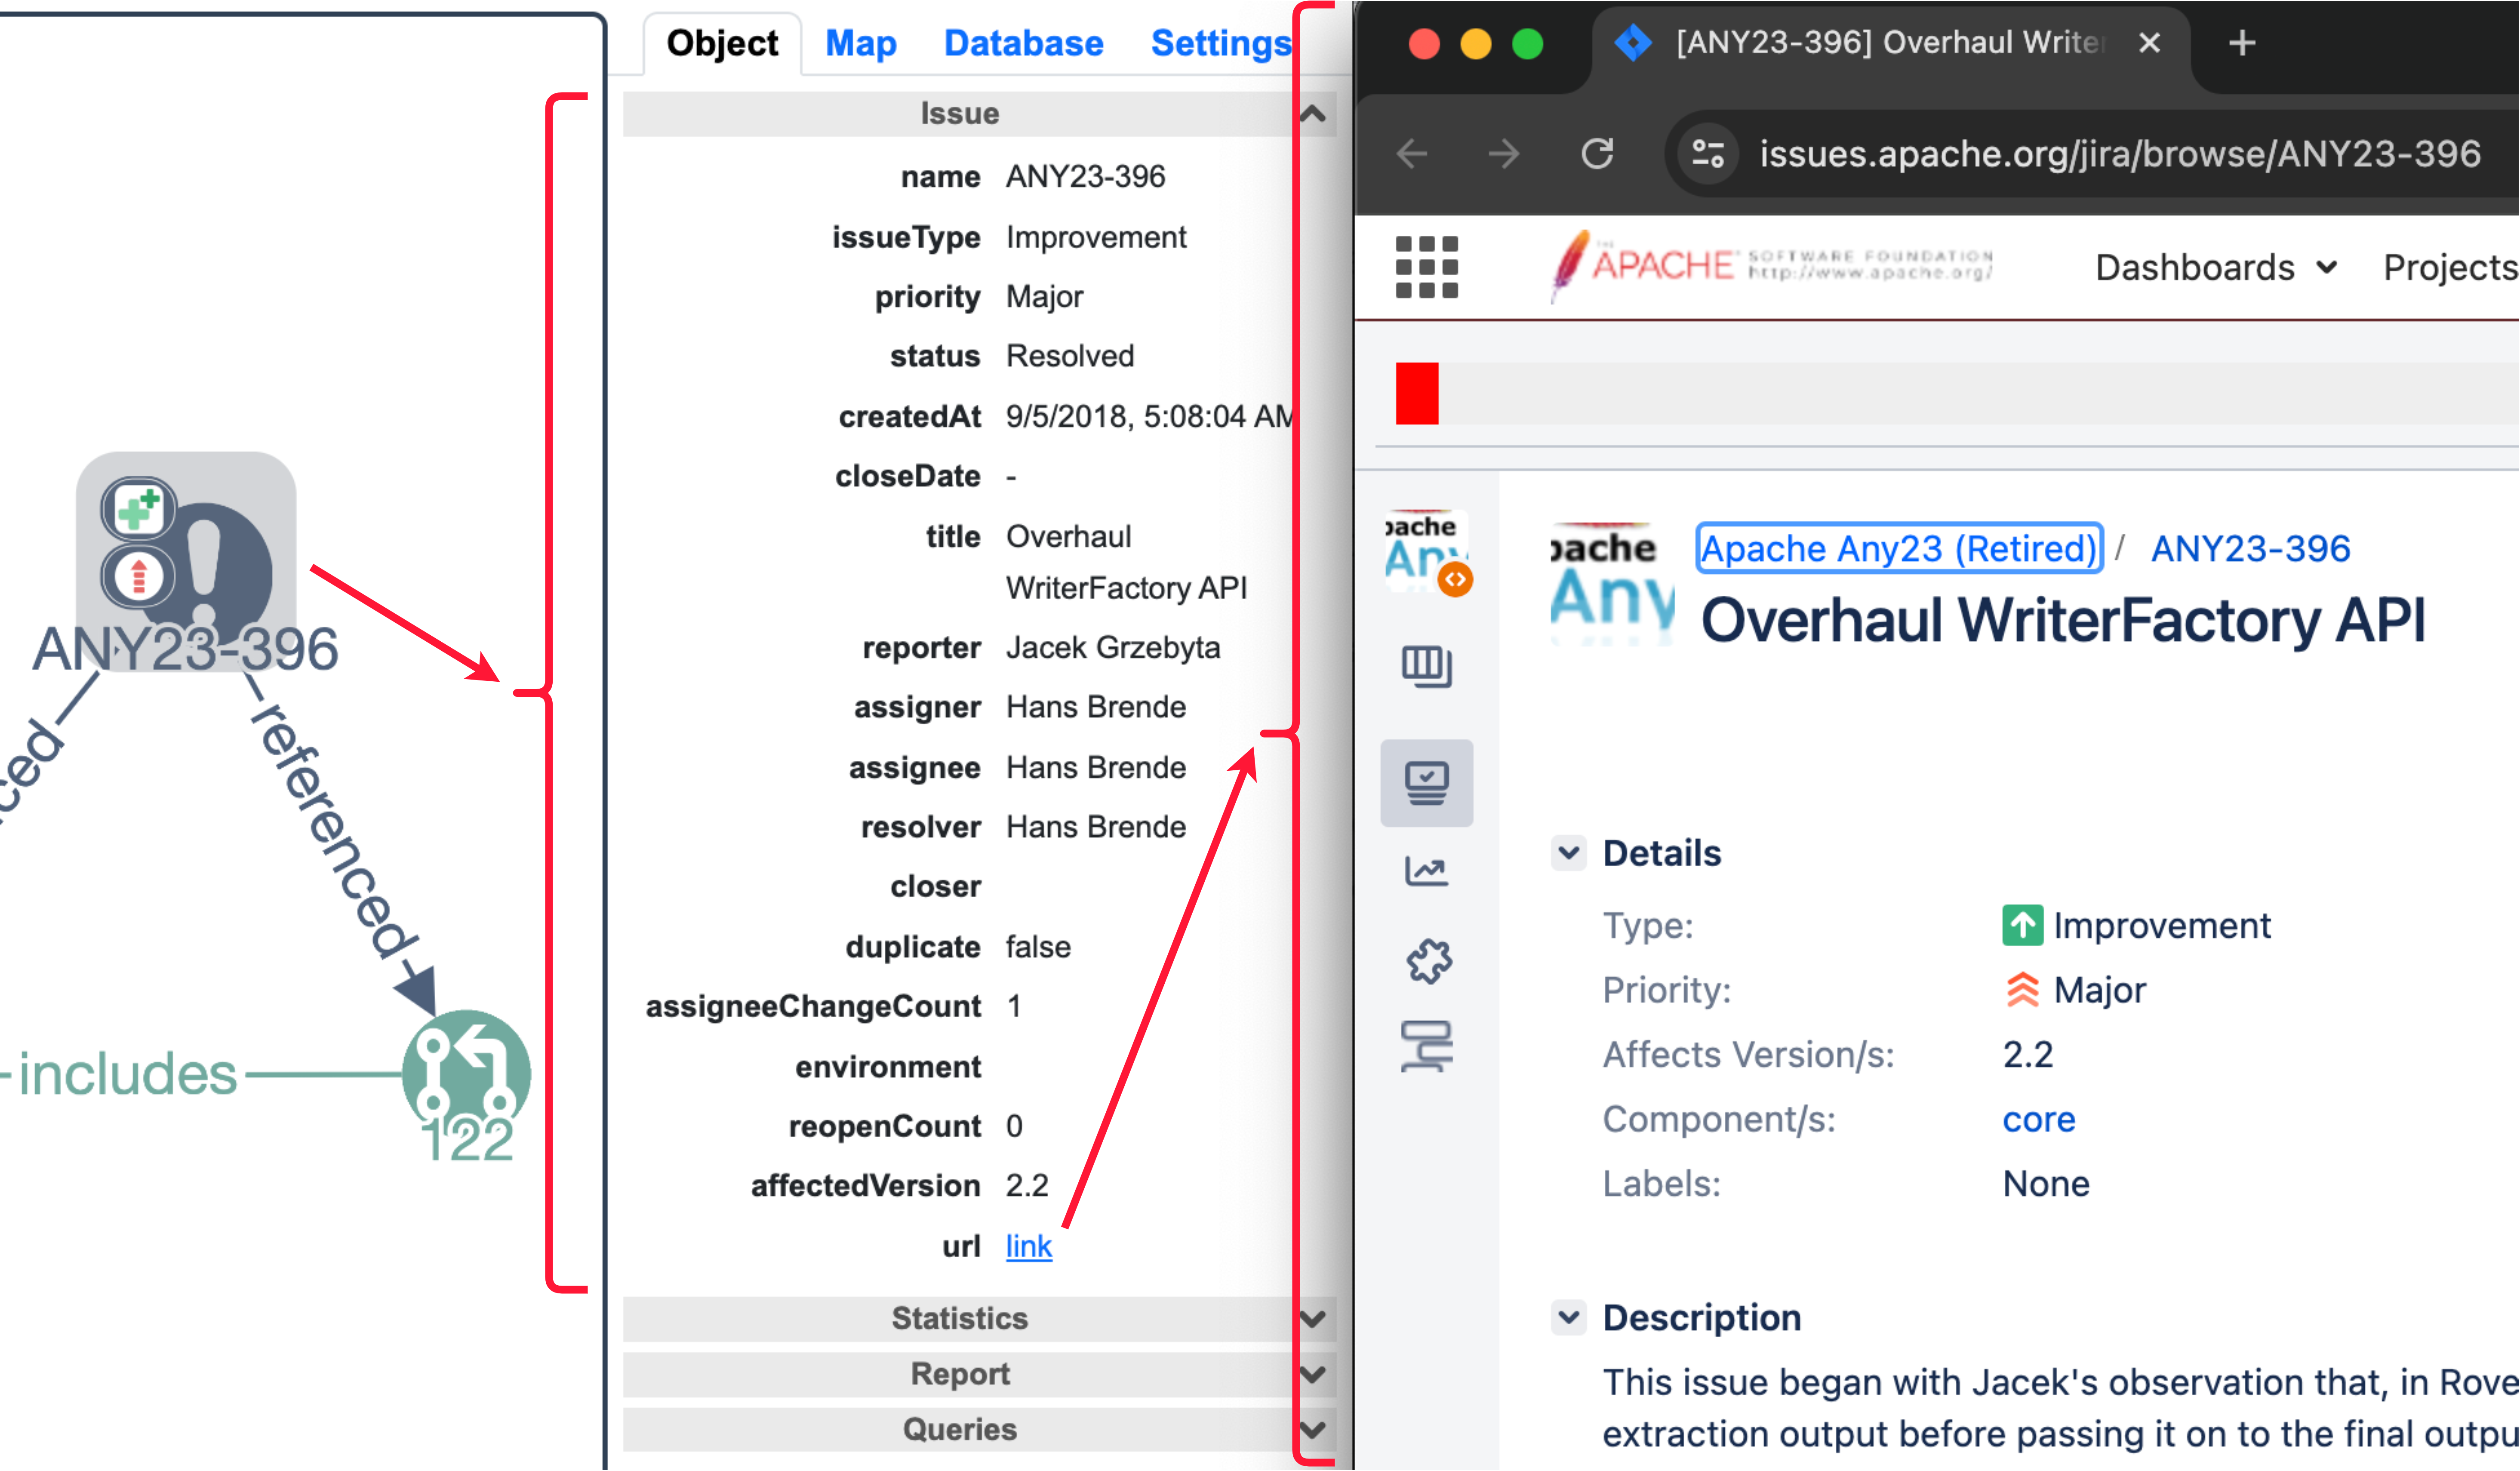 ANY23-396
referenced
includes
122
Object Map Database Settings
Issue
name ANY23-396
issueType Improvement
priority Major
status Resolved
createdAt 9/5/2018, 5:08:04 AM
closeDate -
title Overhaul
WriterFactory API
reporter Jacek Grzebyta
assigner Hans Brende
assignee Hans Brende
resolver Hans Brende
closer
duplicate false
assigneeChangeCount 1
environment
reopenCount 0
affectedVersion 2.2
url link
Statistics
Report
Queries
[ANY23-396] Overhaul Writer
issues.apache.org/jira/browse/ANY23-396
THE
APACHE SOFTWARE FOUNDATION
http://www.apache.org/
Dashboards Projects
pache
Any
pache
Any
Apache Any23 (Retired) / ANY23-396
Overhaul WriterFactory API
Details
Type: Improvement
Priority: Major
Affects Version/s: 2.2
Component/s: core
Labels: None
Description
This issue began with Jacek's observation that, in Rove
extraction output before passing it on to the final outpu